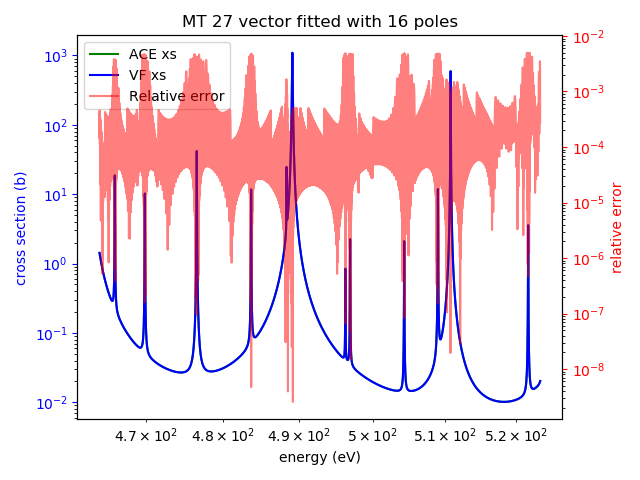 MT 27 vector fitted with 16 poles
ACE xs
VF xs
Relative error
10³
10²
10¹
10⁰
10⁻¹
10⁻²
cross section (b)
10⁻²
10⁻³
10⁻⁴
10⁻⁵
10⁻⁶
10⁻⁷
10⁻⁸
relative error
4.7 × 10² 4.8 × 10² 4.9 × 10² 5 × 10² 5.1 × 10² 5.2 × 10²
energy (eV)